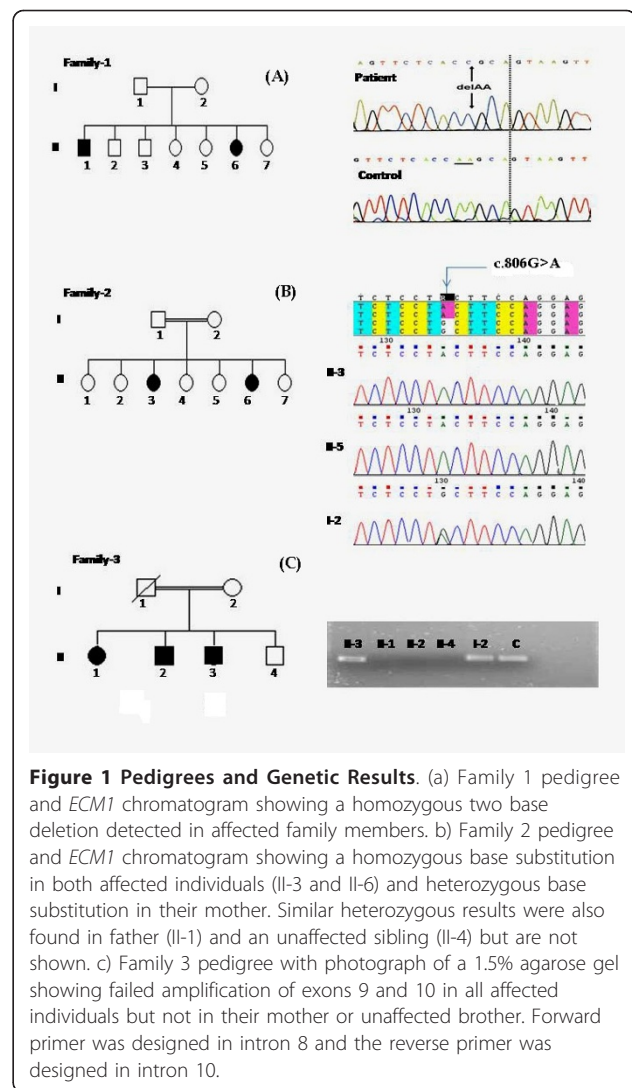 Family-1
(A)
I
1 2
II
1 2 3 4 5 6 7
A G T T C T C A C C G C A G T A A G T T
Patient
delAA
G T T C T C A C C A A G C A G T A A G T T
Control
Family-2
(B)
I
1 2
II
1 2 3 4 5 6 7
c.806G>A
T C T C C T G C T T C C A G G A G
T C T C C T A C T T C C A G G A G
T C T C C T A C T T C C A G G A G
T C T C C T G C T T C C A G G A G
130 140
T C T C C T A C T T C C A G G A G
II-3
130 140
T C T C C T A C T T C C A G G A G
II-5
130 140
T C T C C T G C T T C C A G G A G
I-2
Family-3
(C)
I
1 2
II
1 2 3 4
II-3 II-1 II-2 II-4 I-2 C
Figure 1 Pedigrees and Genetic Results. (a) Family 1 pedigree
and ECM1 chromatogram showing a homozygous two base
deletion detected in affected family members. b) Family 2 pedigree
and ECM1 chromatogram showing a homozygous base substitution
in both affected individuals (II-3 and II-6) and heterozygous base
substitution in their mother. Similar heterozygous results were also
found in father (II-1) and an unaffected sibling (II-4) but are not
shown. c) Family 3 pedigree with photograph of a 1.5% agarose gel
showing failed amplification of exons 9 and 10 in all affected
individuals but not in their mother or unaffected brother. Forward
primer was designed in intron 8 and the reverse primer was
designed in intron 10.